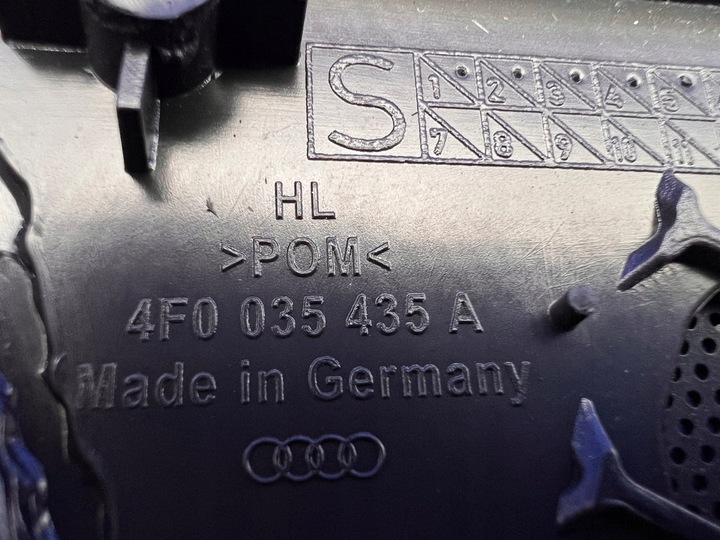 S 1 2 3 4 5
7 8 9 10 11
HL
>POM<
4F0 035 435 A
Made in Germany